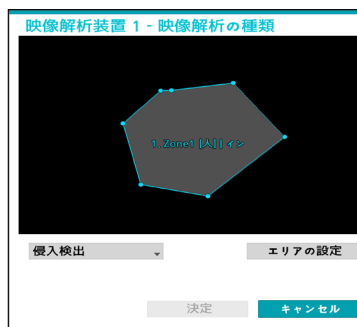 映像解析装置 1 - 映像解析の種類
1. Zone1 [人] | イン
侵入検出
エリアの設定
決定
キャンセル